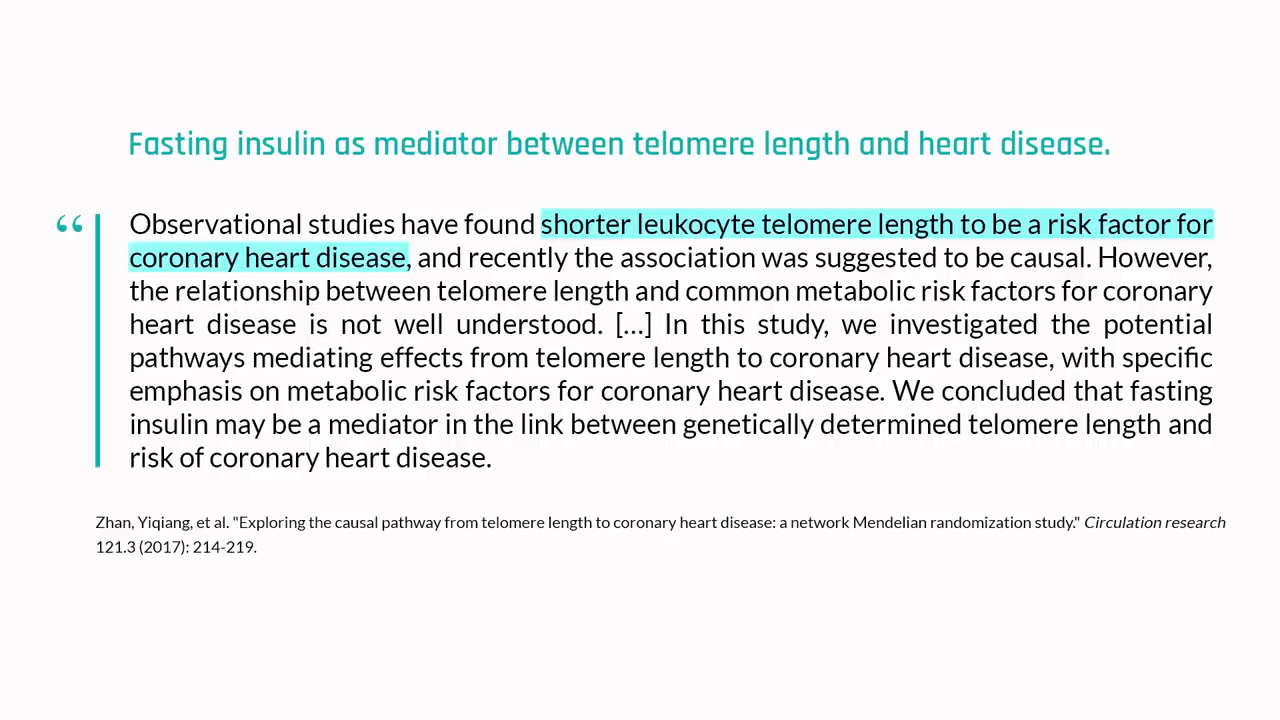 Fasting insulin as mediator between telomere length and heart disease.
“ Observational studies have found shorter leukocyte telomere length to be a risk factor for
coronary heart disease, and recently the association was suggested to be causal. However,
the relationship between telomere length and common metabolic risk factors for coronary
heart disease is not well understood. [...] In this study, we investigated the potential
pathways mediating effects from telomere length to coronary heart disease, with specific
emphasis on metabolic risk factors for coronary heart disease. We concluded that fasting
insulin may be a mediator in the link between genetically determined telomere length and
risk of coronary heart disease.
Zhan, Yiqiang, et al. "Exploring the causal pathway from telomere length to coronary heart disease: a network Mendelian randomization study." Circulation research
121.3 (2017): 214-219.